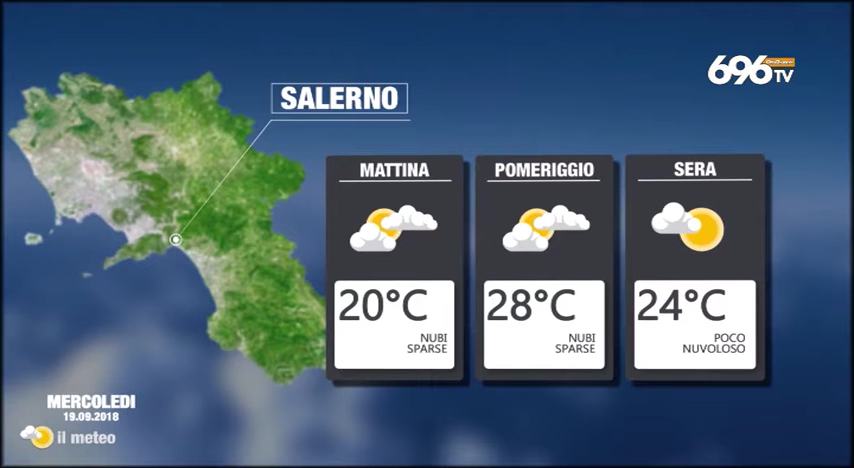 696 TV
SALERNO
MATTINA
20°C
NUBI
SPARSE
POMERIGGIO
28°C
NUBI
SPARSE
SERA
24°C
POCO
NUVOLOSO
MERCOLEDI
19.09.2018
il meteo